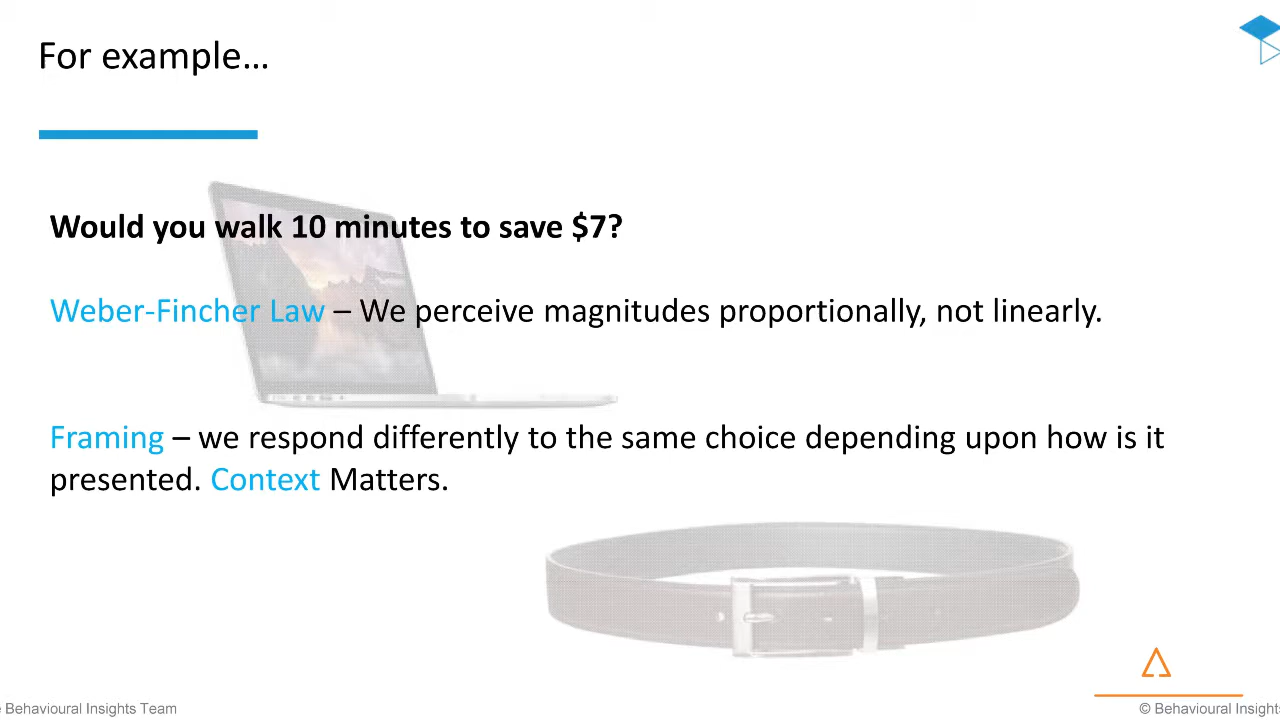 For example…
Would you walk 10 minutes to save $7?
Weber-Fincher Law – We perceive magnitudes proportionally, not linearly.
Framing – we respond differently to the same choice depending upon how is it
presented. Context Matters.
Behavioural Insights Team
© Behavioural Insights